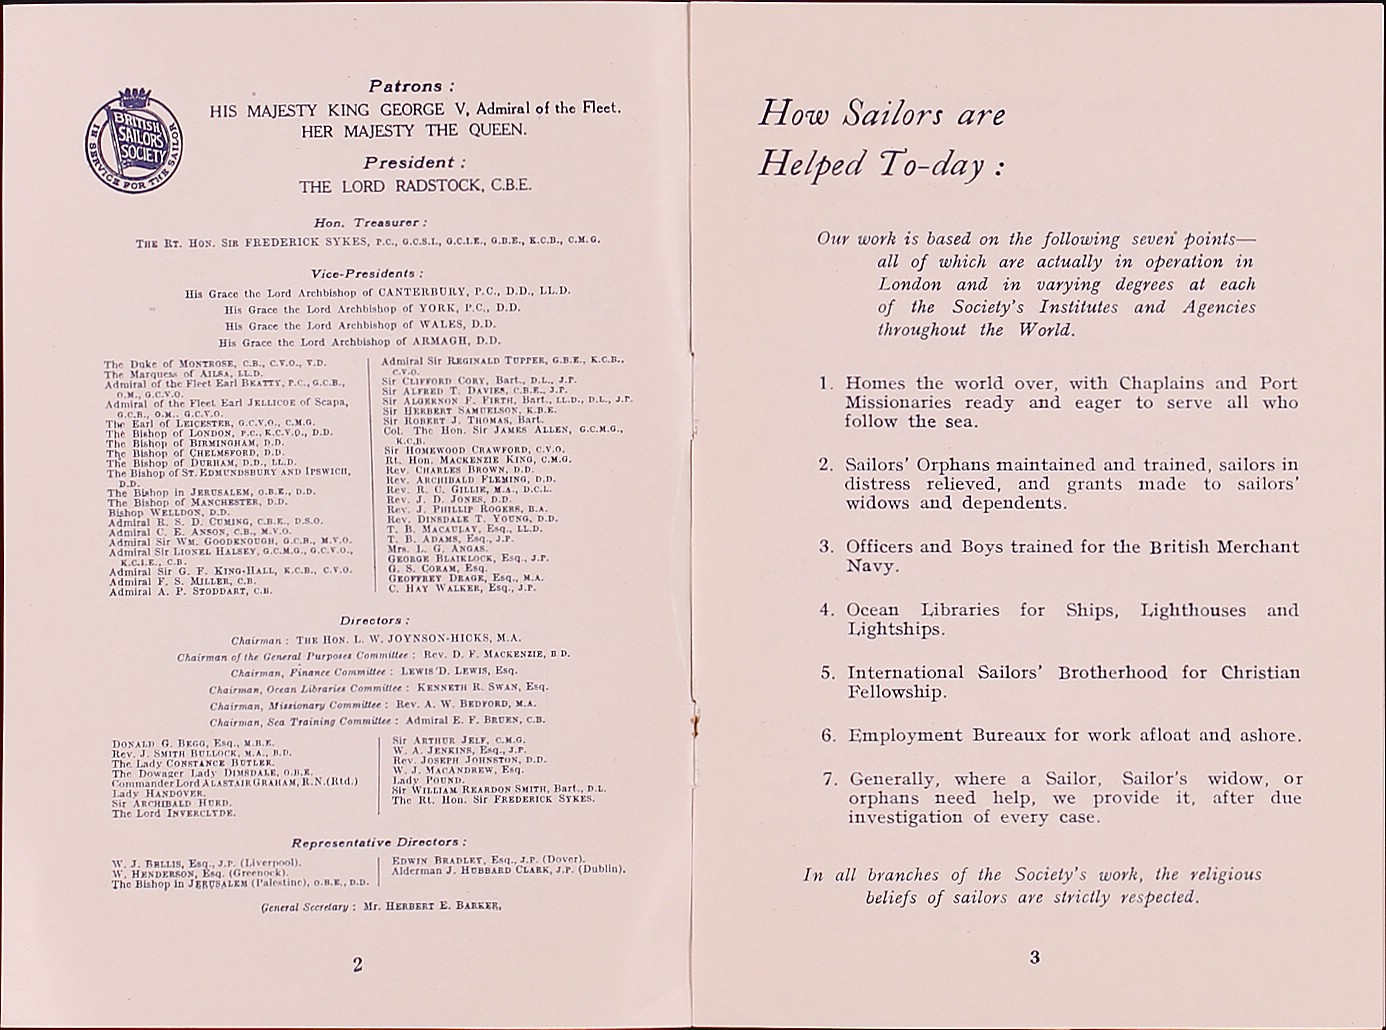 BRITISH
SAILORS
SOCIETY
IN SERVICE FOR THE SAILOR
Patrons :
HIS MAJESTY KING GEORGE V, Admiral of the Fleet.
HER MAJESTY THE QUEEN.
President :
THE LORD RADSTOCK, C.B.E.
Hon. Treasurer :
THE RT. HON. SIR FREDERICK SYKES, P.C., G.C.S.I., G.C.I.E., G.B.E., K.C.B., C.M.G.
Vice-Presidents :
His Grace the Lord Archbishop of CANTERBURY, P.C., D.D., LL.D.
His Grace the Lord Archbishop of YORK, P.C., D.D.
His Grace the Lord Archbishop of WALES, D.D.
His Grace the Lord Archbishop of ARMAGH, D.D.
The Duke of MONTROSE, C.B., C.V.O., V.D.
The Marquess of AILSA, LL.D.
Admiral of the Fleet Earl BEATTY, P.C., G.C.B.,
O.M., G.C.V.O.
Admiral of the Fleet Earl JELLICOE of Scapa,
G.C.B., O.M., G.C.V.O.
The Earl of LEICESTER, G.C.V.O., C.M.G.
The Bishop of LONDON, P.C., K.C.V.O., D.D.
The Bishop of BIRMINGHAM, D.D.
The Bishop of CHELMSFORD, D.D.
The Bishop of DURHAM, D.D., LL.D.
The Bishop of ST. EDMUNDSBURY AND IPSWICH,
D.D.
The Bishop in JERUSALEM, O.B.E., D.D.
The Bishop of MANCHESTER, D.D.
Bishop WELLDON, D.D.
Admiral R. S. D. CUMING, C.B.E., D.S.O.
Admiral C. E. ANSON, C.B., M.V.O.
Admiral Sir WM. GOODENOUGH, G.C.B., M.V.O.
Admiral Sir LIONEL HALSEY, G.C.M.G., G.C.V.O.,
K.C.I.E., C.B.
Admiral Sir G. F. KING-HALL, K.C.B., C.V.O.
Admiral F. S. MILLER, C.B.
Admiral A. P. STODDART, C.B.
Admiral Sir REGINALD TUPPER, G.B.E., K.C.B.,
C.V.O.
Sir CLIFFORD CORY, Bart., D.L., J.P.
Sir ALFRED T. DAVIES, C.B.E., J.P.
Sir ALGERNON F. FIRTH, Bart., LL.D., D.L., J.P.
Sir HERBERT SAMUELSON, K.B.E.
Sir ROBERT J. THOMAS, Bart.
Col. The Hon. Sir JAMES ALLEN, G.C.M.G.,
K.C.B.
Sir HOMEWOOD CRAWFORD, C.V.O.
Rt. Hon. MACKENZIE KING, C.M.G.
Rev. CHARLES BROWN, D.D.
Rev. ARCHIBALD FLEMING, D.D.
Rev. R. C. GILLIE, M.A., D.C.L.
Rev. J. D. JONES, D.D.
Rev. J. PHILLIP ROGERS, B.A.
Rev. DINSDALE T. YOUNG, D.D.
T. B. MACAULAY, Esq., LL.D.
T. B. ADAMS, Esq., J.P.
Mrs. L. G. ANGAS.
GEORGE BLAIKLOCK, Esq., J.P.
G. S. CORAM, Esq.
GEOFFREY DRAGE, Esq., M.A.
C. HAY WALKER, Esq., J.P.
Directors :
Chairman : THE HON. L. W. JOYNSON-HICKS, M.A.
Chairman of the General Purposes Committee : Rev. D. F. MACKENZIE, B D.
Chairman, Finance Committee : LEWIS D. LEWIS, Esq.
Chairman, Ocean Libraries Committee : KENNETH R. SWAN, Esq.
Chairman, Missionary Committee : Rev. A. W. BEDFORD, M.A.
Chairman, Sea Training Committee : Admiral E. F. BRUEN, C.B.
DONALD G. BEGG, Esq., M.B.E.
Rev. J. SMITH BULLOCK, M.A., B.D.
The Lady CONSTANCE BUTLER.
The Dowager Lady DIMSDALE, O.B.E.
Commander Lord ALASTAIR GRAHAM, R.N.(Rtd.)
Lady HANDOVER.
Sir ARCHIBALD HURD.
The Lord INVERCLYDE.
Sir ARTHUR JELF, C.M.G.
W. A. JENKINS, Esq., J.P.
Rev. JOSEPH JOHNSTON, D.D.
W. J. MACANDREW, Esq.
Lady POUND.
Sir WILLIAM REARDON SMITH, Bart., D.L.
The Rt. Hon. Sir FREDERICK SYKES.
Representative Directors :
W. J. BELLIS, Esq., J.P. (Liverpool).
W. HENDERSON, Esq. (Greenock).
The Bishop in JERUSALEM (Palestine), O.B.E., D.D.
EDWIN BRADLEY, Esq., J.P. (Dover).
Alderman J. HUBBARD CLARK, J.P. (Dublin).
General Secretary : Mr. HERBERT E. BARKER,
2
How Sailors are
Helped To-day :
Our work is based on the following seven points—
all of which are actually in operation in
London and in varying degrees at each
of the Society's Institutes and Agencies
throughout the World.
1. Homes the world over, with Chaplains and Port
Missionaries ready and eager to serve all who
follow the sea.
2. Sailors' Orphans maintained and trained, sailors in
distress relieved, and grants made to sailors'
widows and dependents.
3. Officers and Boys trained for the British Merchant
Navy.
4. Ocean Libraries for Ships, Lighthouses and
Lightships.
5. International Sailors' Brotherhood for Christian
Fellowship.
6. Employment Bureaux for work afloat and ashore.
7. Generally, where a Sailor, Sailor's widow, or
orphans need help, we provide it, after due
investigation of every case.
In all branches of the Society's work, the religious
beliefs of sailors are strictly respected.
3